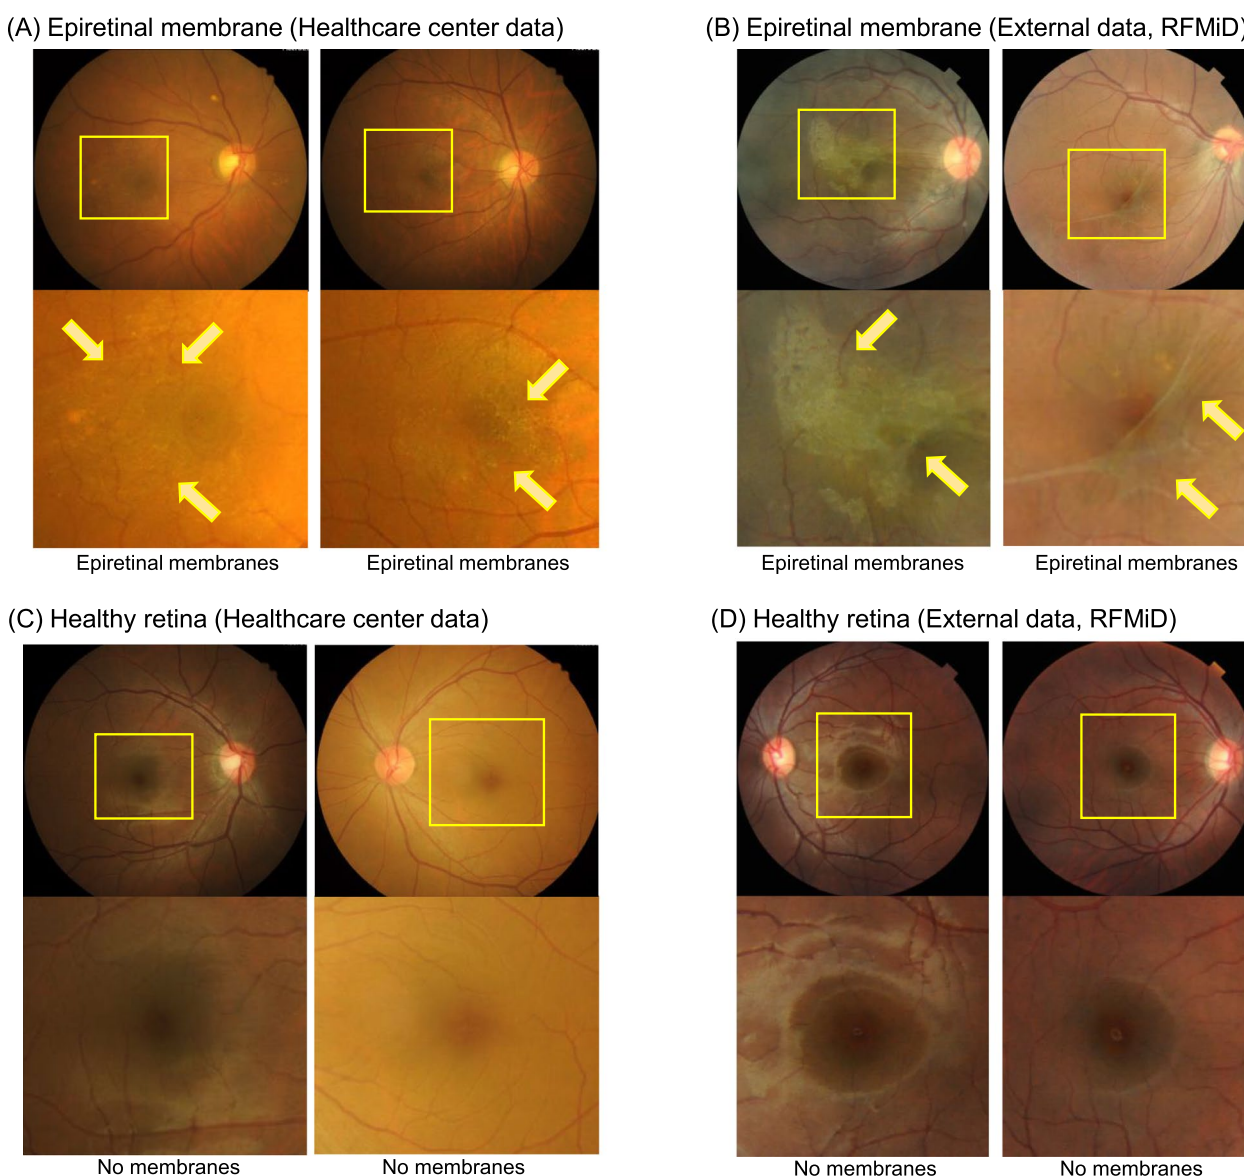 (A) Epiretinal membrane (Healthcare center data)
(B) Epiretinal membrane (External data, RFMiD)
Epiretinal membranes
Epiretinal membranes
Epiretinal membranes
Epiretinal membranes
(C) Healthy retina (Healthcare center data)
(D) Healthy retina (External data, RFMiD)
No membranes
No membranes
No membranes
No membranes